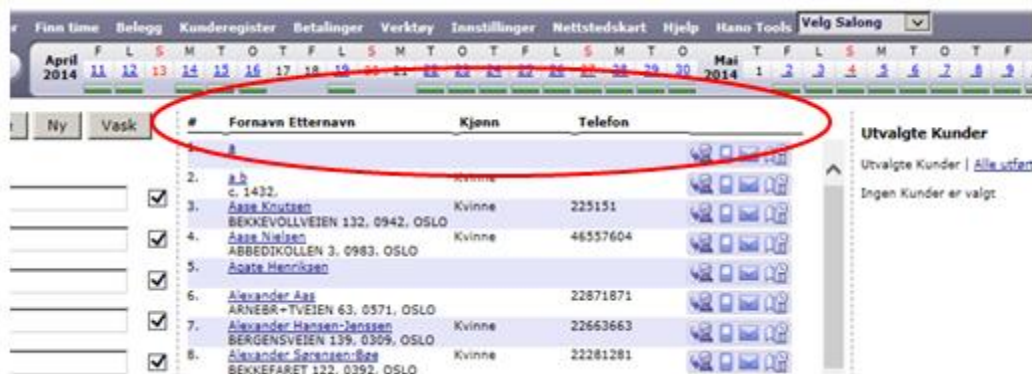 r Finn time Belegg Kunderegister Betalinger Verktøy Innstillinger Nettstedskart Hjelp Hano Tools Velg Salong
F L S M T O T F L S M T O T F L S M T O T F L S M T O T F
April 2014 11 12 13 14 15 16 17 18 19 20 21 22 23 24 25 26 27 28 29 30 Mai 2014 1 2 3 4 5 6 7 8 9
Ny Vask
# Fornavn Etternavn Kjønn Telefon
Utvalgte Kunder
1. a
Utvalgte Kunder | Alle utført
2. a b Kvinne
c, 1432,
Ingen Kunder er valgt
3. Aase Knutsen Kvinne 225151
BEKKEVOLLVEIEN 132, 0942, OSLO
4. Aase Nielsen Kvinne 46557604
ABBEDIKOLLEN 3, 0983, OSLO
5. Agate Henriksen
6. Alexander Aas 22871871
ARNEBR+TVEIEN 63, 0571, OSLO
7. Alexander Hansen-Jenssen Kvinne 22663663
BERGENSVEIEN 139, 0309, OSLO
8. Alexander Sørensen-Bøe Kvinne 22281281
BEKKEFARET 122, 0392, OSLO